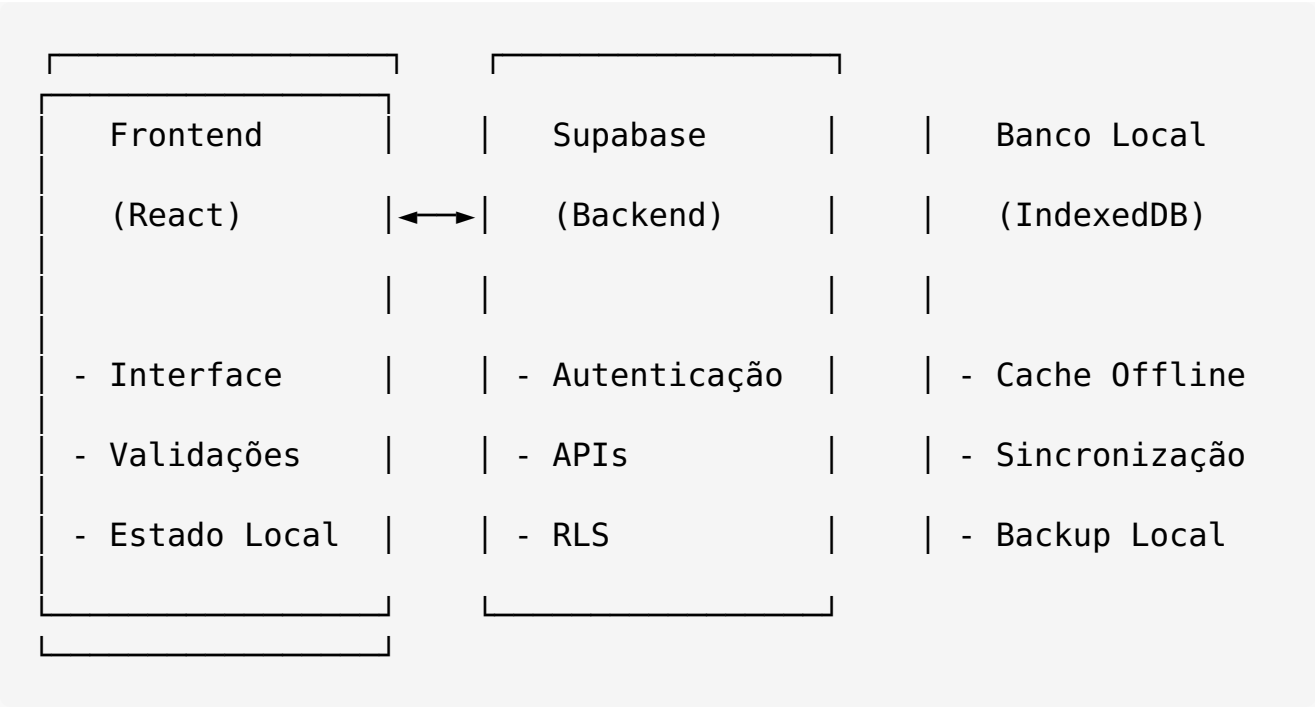 Frontend Supabase Banco Local
(React) (Backend) (IndexedDB)
- Interface - Autenticação - Cache Offline
- Validações - APIs - Sincronização
- Estado Local - RLS - Backup Local